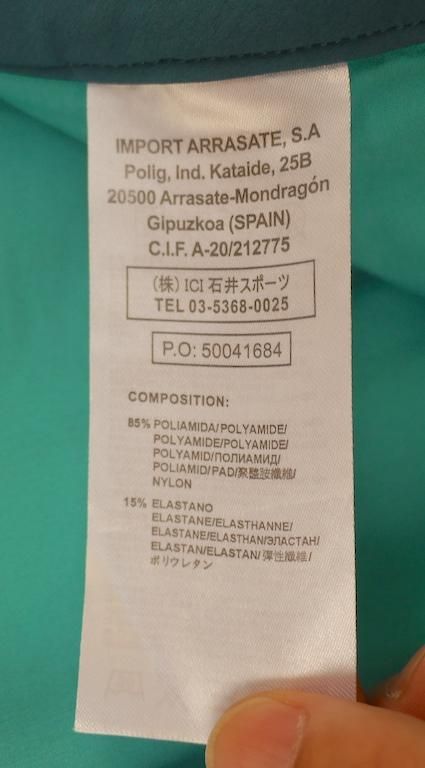 IMPORT ARRASATE, S.A
Polig, Ind. Kataide, 25B
20500 Arrasate-Mondragón
Gipuzkoa (SPAIN)
C.I.F. A-20/212775
(株) ICI 石井スポーツ
TEL 03-5368-0025
P.O: 50041684
COMPOSITION:
85% POLIAMIDA/POLYAMIDE/
POLYAMIDE/POLYAMIDE/
POLYAMID/ПОЛИАМИД/
POLIAMID/PAD/聚醯胺纖維/
NYLON
15% ELASTANO
ELASTANE/ELASTHANNE/
ELASTANE/ELASTHAN/ЭЛАСТАН/
ELASTAN/ELASTAN/彈性纖維/
ポリウレタン